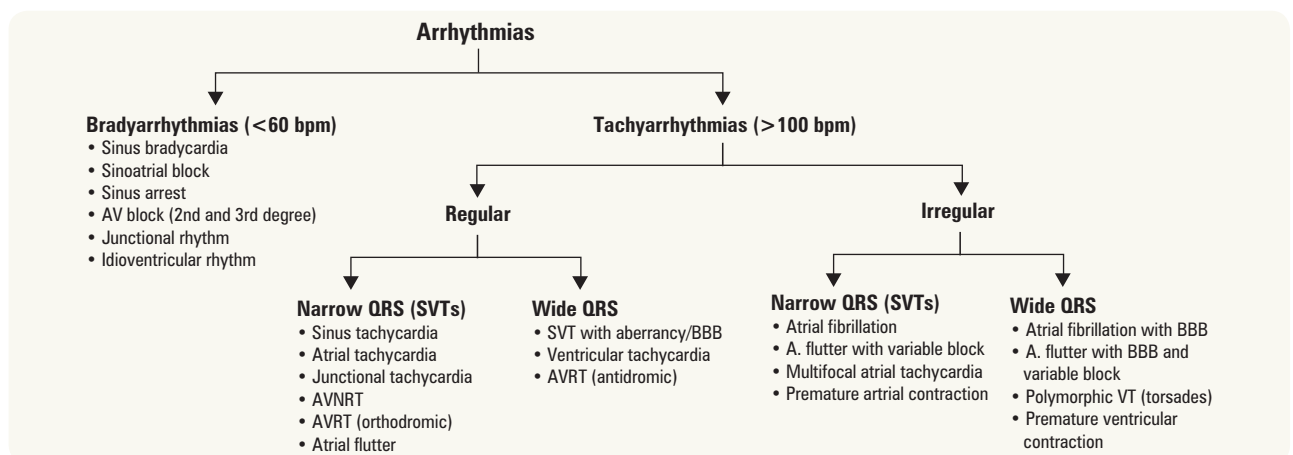 Arrhythmias
Bradyarrhythmias (<60 bpm)
• Sinus bradycardia
• Sinoatrial block
• Sinus arrest
• AV block (2nd and 3rd degree)
• Junctional rhythm
• Idioventricular rhythm
Tachyarrhythmias (>100 bpm)
Regular
Narrow QRS (SVTs)
• Sinus tachycardia
• Atrial tachycardia
• Junctional tachycardia
• AVNRT
• AVRT (orthodromic)
• Atrial flutter
Wide QRS
• SVT with aberrancy/BBB
• Ventricular tachycardia
• AVRT (antidromic)
Irregular
Narrow QRS (SVTs)
• Atrial fibrillation
• A. flutter with variable block
• Multifocal atrial tachycardia
• Premature artrial contraction
Wide QRS
• Atrial fibrillation with BBB
• A. flutter with BBB and
variable block
• Polymorphic VT (torsades)
• Premature ventricular
contraction